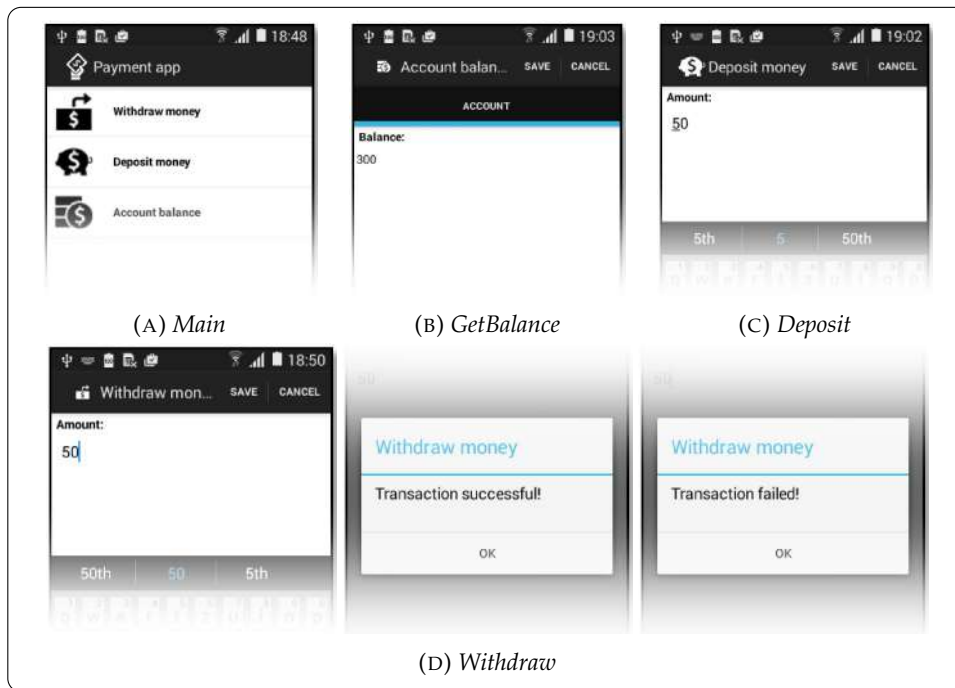 18:48
Payment app
Withdraw money
Deposit money
Account balance
(A) Main
19:03
Account balan... SAVE CANCEL
ACCOUNT
Balance:
300
(B) GetBalance
19:02
Deposit money SAVE CANCEL
Amount:
50
5th 5 50th
(C) Deposit
18:50
Withdraw mon... SAVE CANCEL
Amount:
50
50th 50 5th
50
Withdraw money
Transaction successful!
OK
50
Withdraw money
Transaction failed!
OK
(D) Withdraw